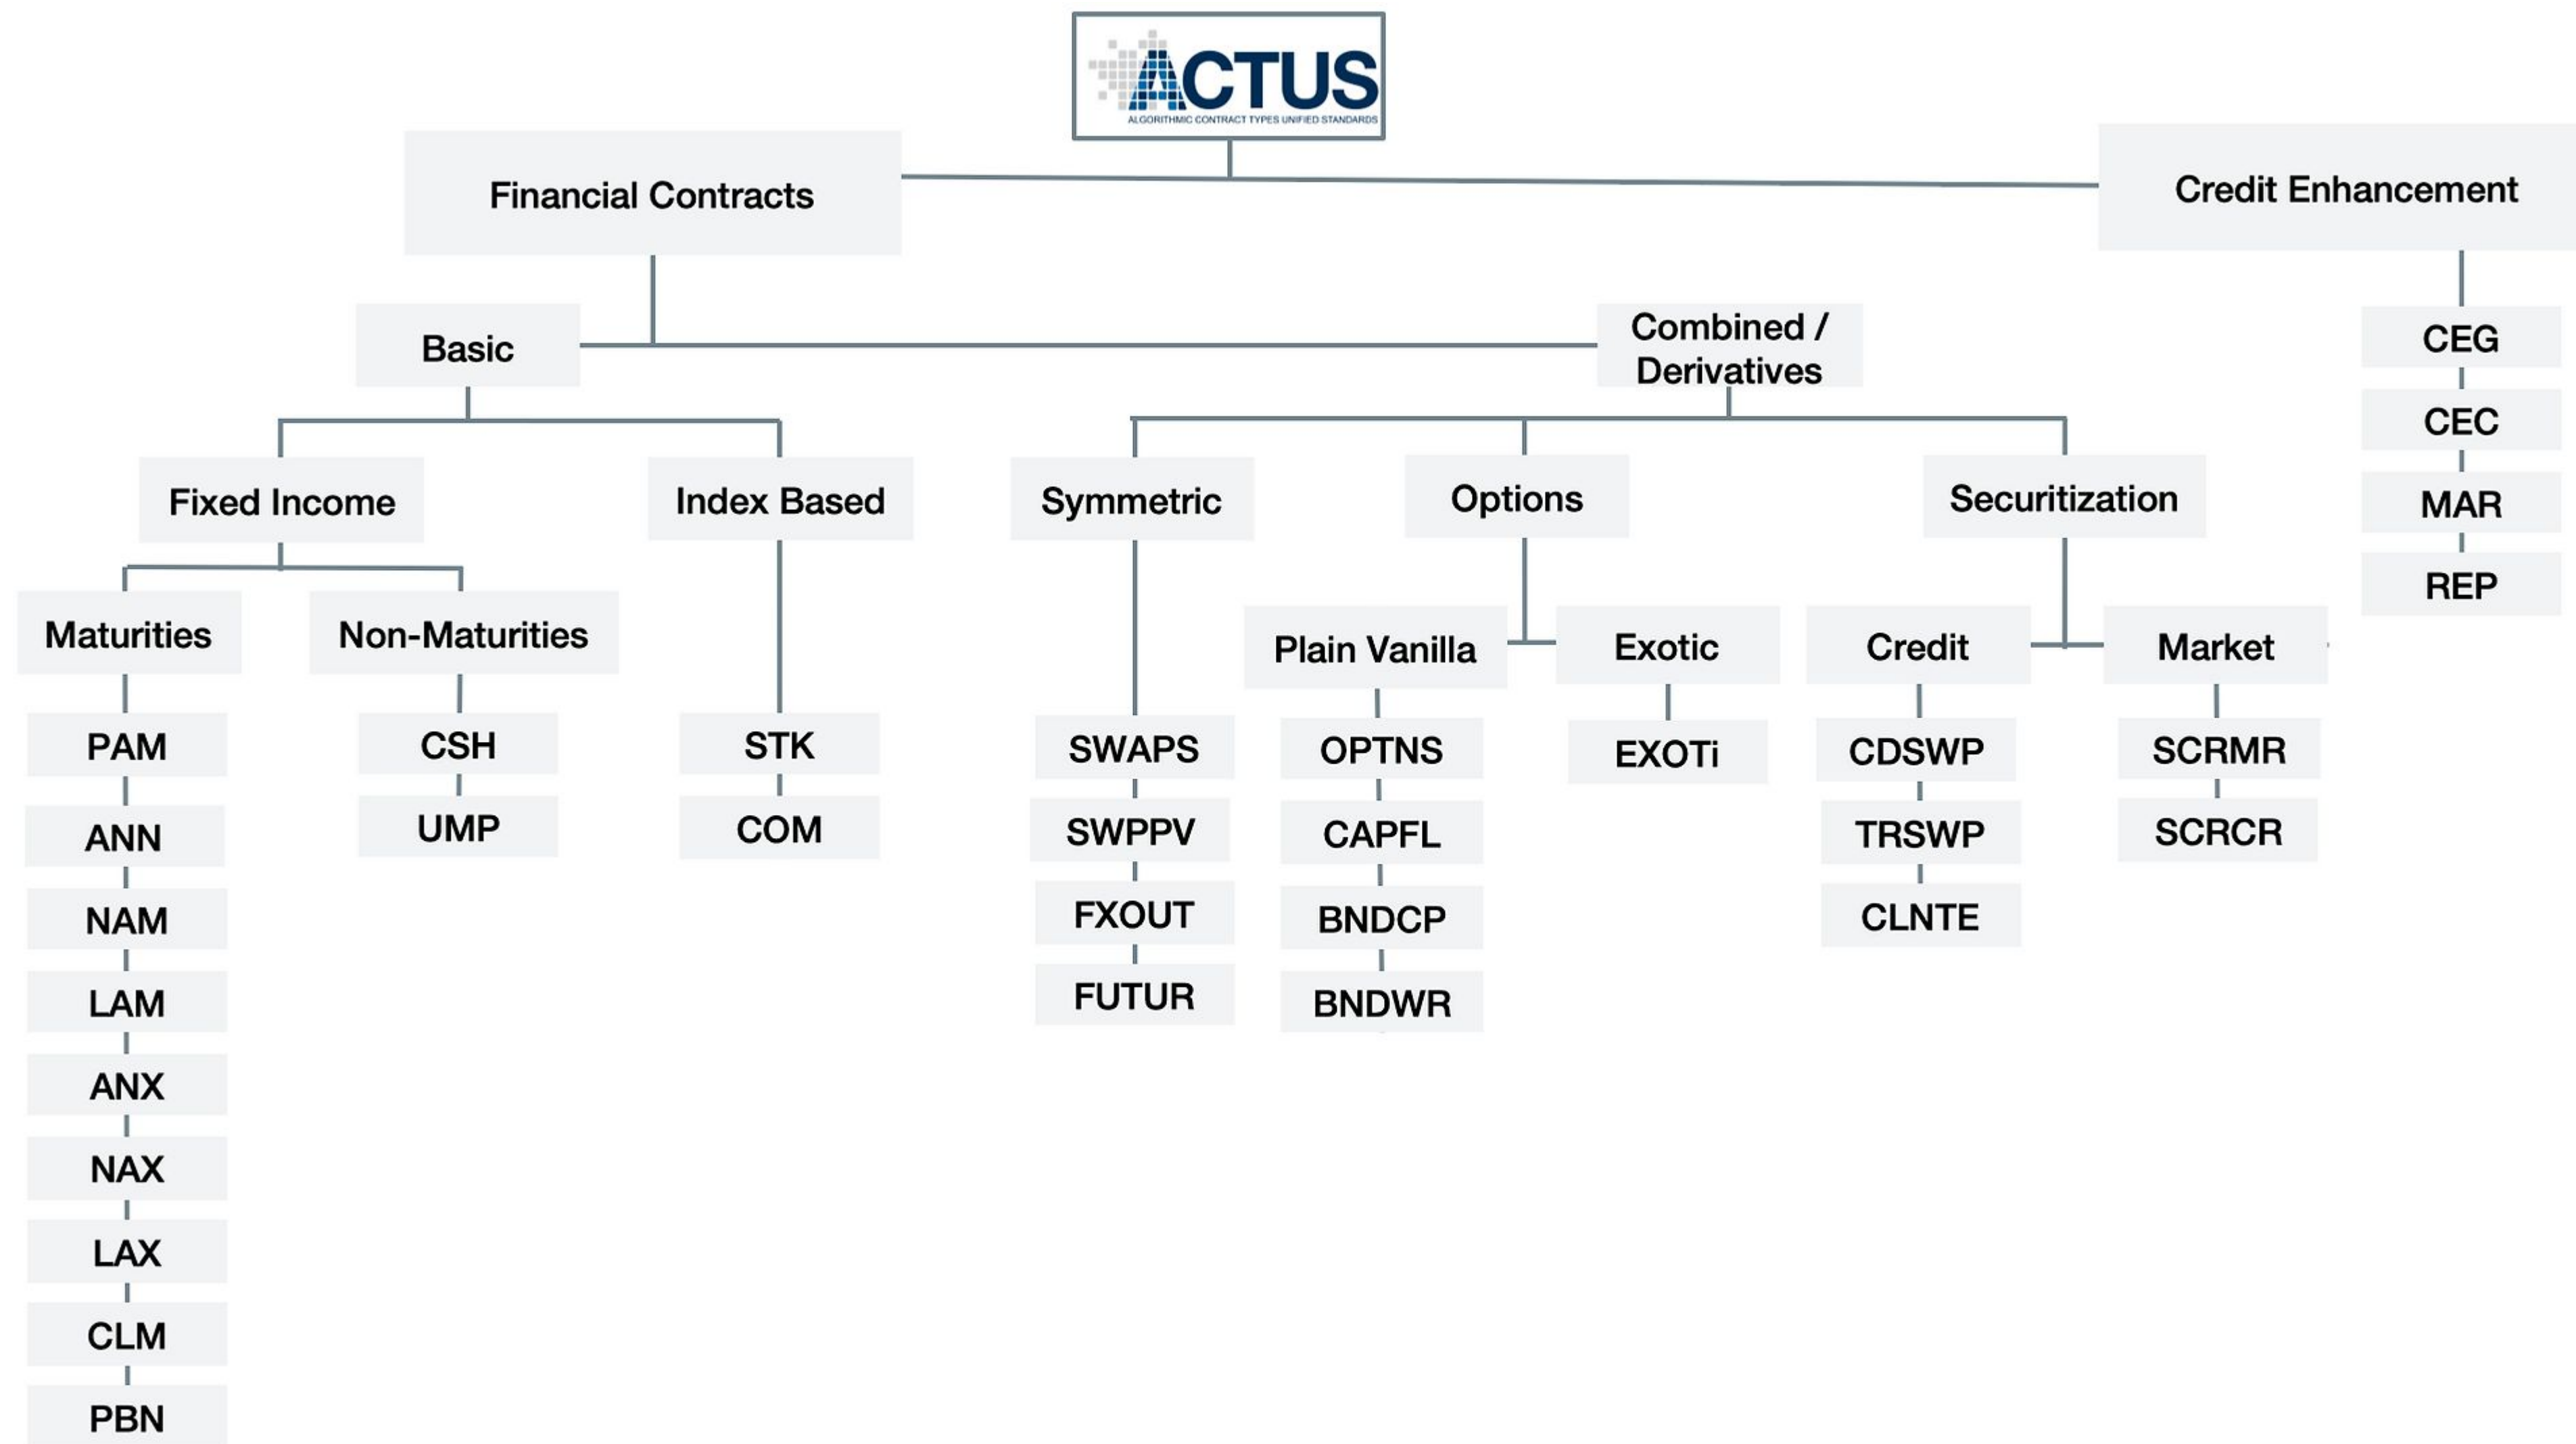 ACTUS
ALGORITHMIC CONTRACT TYPES UNIFIED STANDARDS
Financial Contracts
Credit Enhancement
Basic
Combined /
Derivatives
CEG
CEC
MAR
REP
Fixed Income
Index Based
Symmetric
Options
Securitization
Maturities
Non-Maturities
Plain Vanilla
Exotic
Credit
Market
PAM
ANN
NAM
LAM
ANX
NAX
LAX
CLM
PBN
CSH
UMP
STK
COM
SWAPS
SWPPV
FXOUT
FUTUR
OPTNS
CAPFL
BNDCP
BNDWR
EXOTi
CDSWP
TRSWP
CLNTE
SCRMR
SCRCR